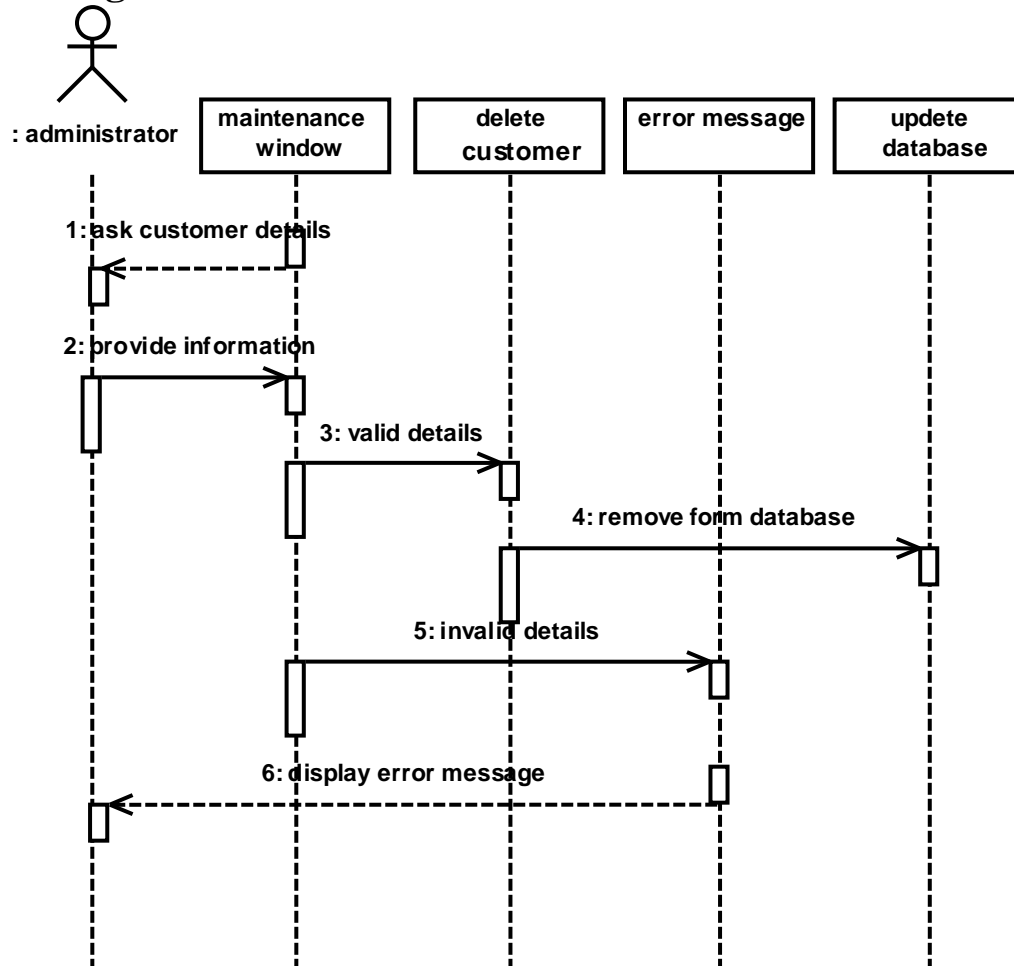 : administrator
maintenance
window
delete
customer
error message
updete
database
1: ask customer details
2: provide information
3: valid details
4: remove form database
5: invalid details
6: display error message